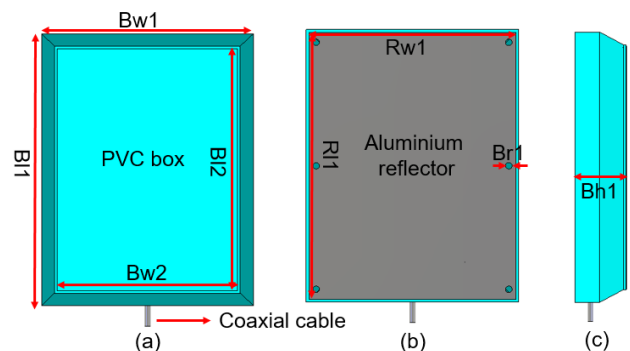 Bw1
Bl1
PVC box
Bl2
Bw2
Coaxial cable
(a)
Rw1
Rl1
Aluminium
reflector
Br1
(b)
Bh1
(c)